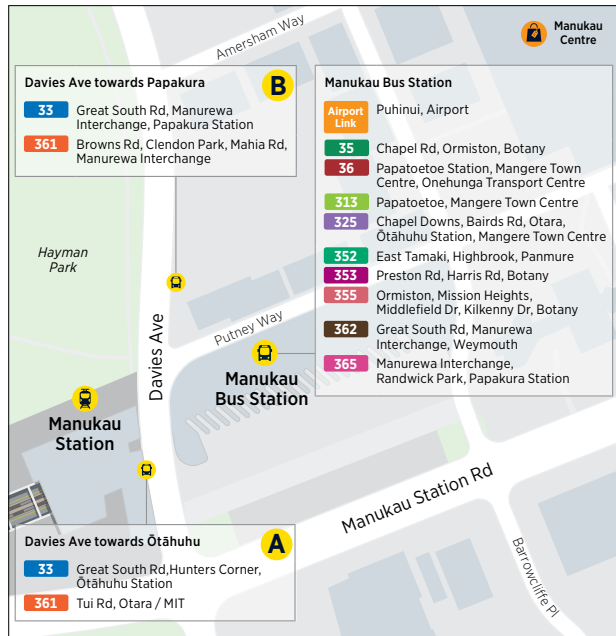 Amersham Way
Manukau
Centre
Davies Ave towards Papakura
B
33 Great South Rd, Manurewa
Interchange, Papakura Station
361 Browns Rd, Clendon Park, Mahia Rd,
Manurewa Interchange
Manukau Bus Station
Airport
Link
Puhinui, Airport
35 Chapel Rd, Ormiston, Botany
36 Papatoetoe Station, Mangere Town
Centre, Onehunga Transport Centre
313 Papatoetoe, Mangere Town Centre
325 Chapel Downs, Bairds Rd, Otara,
Ōtāhuhu Station, Mangere Town Centre
352 East Tamaki, Highbrook, Panmure
353 Preston Rd, Harris Rd, Botany
355 Ormiston, Mission Heights,
Middlefield Dr, Kilkenny Dr, Botany
362 Great South Rd, Manurewa
Interchange, Weymouth
365 Manurewa Interchange,
Randwick Park, Papakura Station
Hayman
Park
Davies Ave
Putney Way
Manukau
Bus Station
Manukau
Station
Manukau Station Rd
Barrowcliffe Pl
Davies Ave towards Ōtāhuhu
A
33 Great South Rd,Hunters Corner,
Ōtāhuhu Station
361 Tui Rd, Otara / MIT